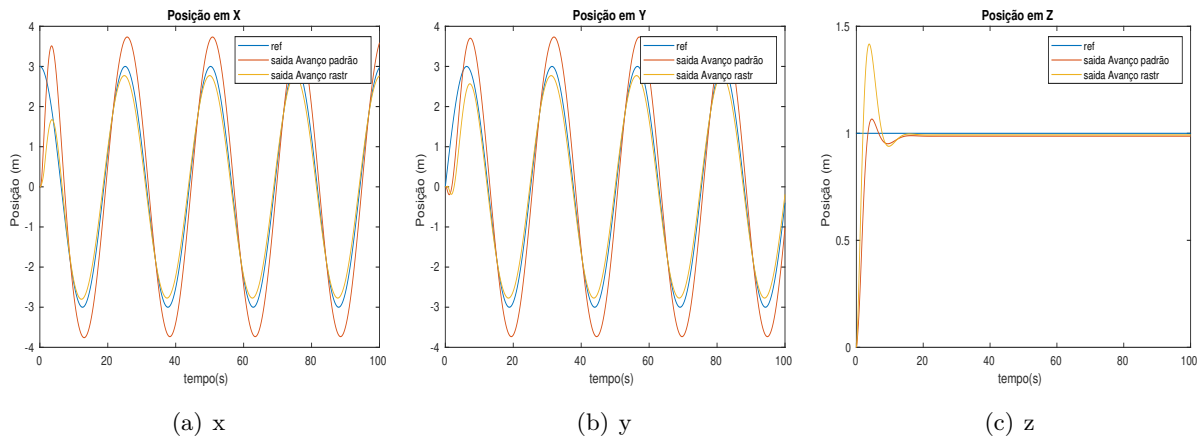 Posição em X
4
3
2
1
0
-1
-2
-3
-4
0
20
40
60
80
100
tempo(s)
Posição (m)
ref
saida Avanço padrão
saida Avanço rastr
(a) x
Posição em Y
4
3
2
1
0
-1
-2
-3
-4
0
20
40
60
80
100
tempo(s)
Posição (m)
ref
saida Avanço padrão
saida Avanço rastr
(b) y
Posição em Z
1.5
1
0.5
0
0
20
40
60
80
100
tempo(s)
Posição (m)
ref
saida Avanço padrão
saida Avanço rastr
(c) z